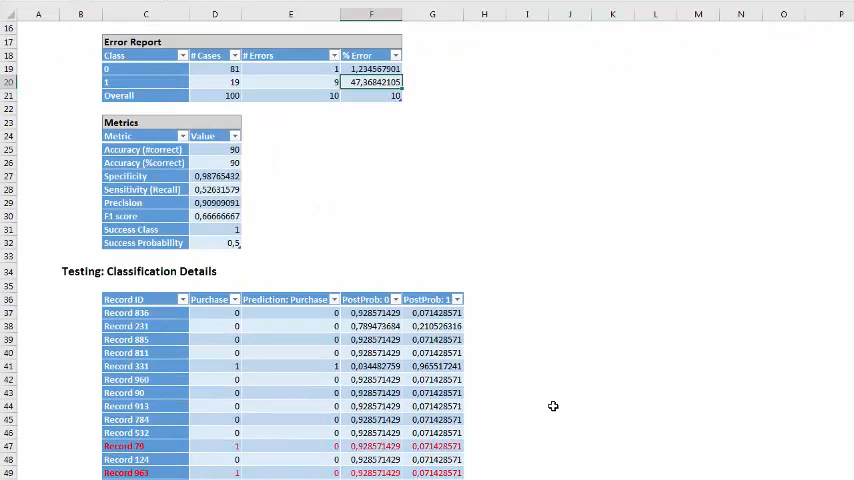 A B C D E F G H I J K L M N O P
16
17 Error Report
18 Class # Cases # Errors % Error
19 0 81 1 1,234567901
20 1 19 9 47,36842105
21 Overall 100 10 10
22
23 Metrics
24 Metric Value
25 Accuracy (#correct) 90
26 Accuracy (%correct) 90
27 Specificity 0,98765432
28 Sensitivity (Recall) 0,52631579
29 Precision 0,90909091
30 F1 score 0,66666667
31 Success Class 1
32 Success Probability 0,5
33
34 Testing: Classification Details
35
36 Record ID Purchase Prediction: Purchase PostProb: 0 PostProb: 1
37 Record 836 0 0 0,928571429 0,071428571
38 Record 231 0 0 0,789473684 0,210526316
39 Record 885 0 0 0,928571429 0,071428571
40 Record 811 0 0 0,928571429 0,071428571
41 Record 331 1 1 0,034482759 0,965517241
42 Record 960 0 0 0,928571429 0,071428571
43 Record 90 0 0 0,928571429 0,071428571
44 Record 913 0 0 0,928571429 0,071428571
45 Record 784 0 0 0,928571429 0,071428571
46 Record 532 0 0 0,928571429 0,071428571
47 Record 79 1 0 0,928571429 0,071428571
48 Record 124 0 0 0,928571429 0,071428571
49 Record 963 1 0 0,928571429 0,071428571